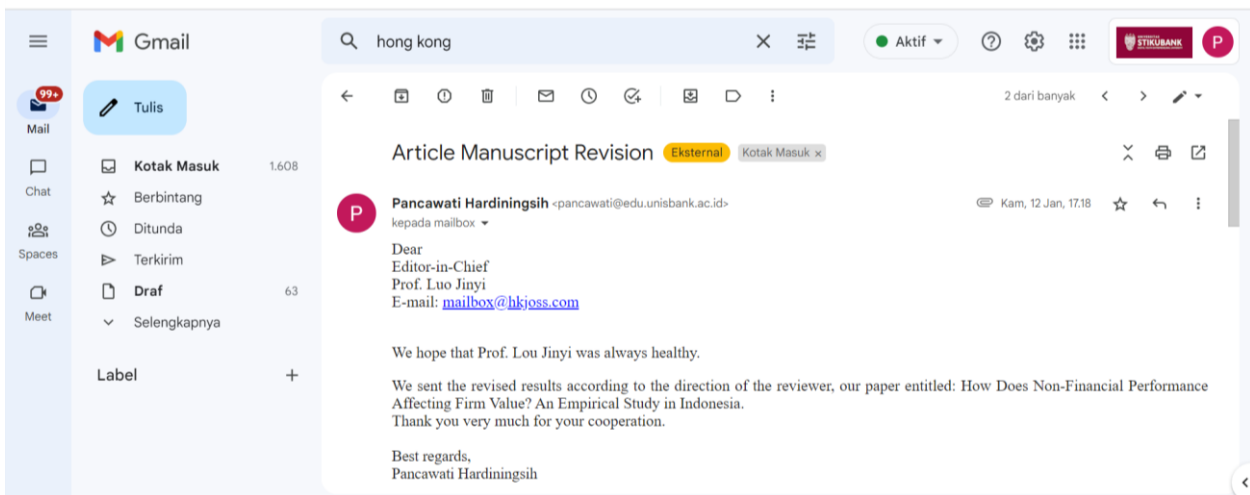 Gmail
hong kong
Aktif
UNIVERSITAS
STIKUBANK
P
99+
Mail
Chat
Spaces
Meet
Tulis
Kotak Masuk 1.608
Berbintang
Ditunda
Terkirim
Draf 63
Selengkapnya
Label
2 dari banyak
Article Manuscript Revision Eksternal Kotak Masuk ×
P
Pancawati Hardiningsih <pancawati@edu.unisbank.ac.id> Kam, 12 Jan, 17.18
kepada mailbox
Dear
Editor-in-Chief
Prof. Luo Jinyi
E-mail: mailbox@hkjoss.com
We hope that Prof. Lou Jinyi was always healthy.
We sent the revised results according to the direction of the reviewer, our paper entitled: How Does Non-Financial Performance
Affecting Firm Value? An Empirical Study in Indonesia.
Thank you very much for your cooperation.
Best regards,
Pancawati Hardiningsih